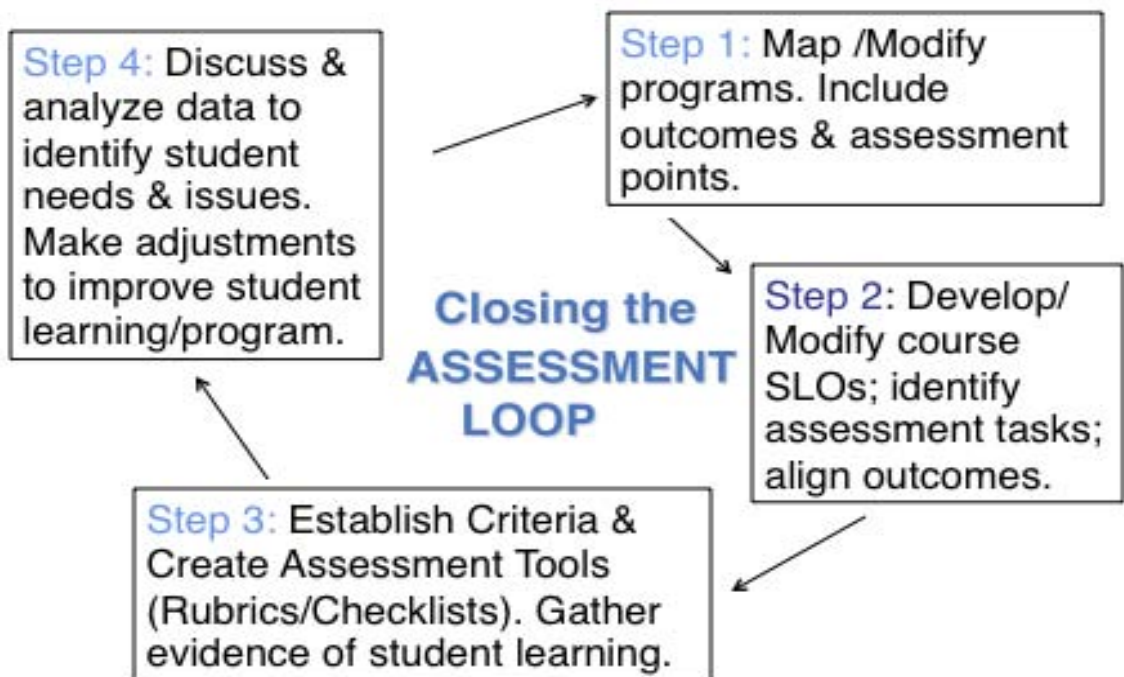 Step 1: Map /Modify
programs. Include
outcomes & assessment
points.
Step 2: Develop/
Modify course
SLOs; identify
assessment tasks;
align outcomes.
Step 3: Establish Criteria &
Create Assessment Tools
(Rubrics/Checklists). Gather
evidence of student learning.
Step 4: Discuss &
analyze data to
identify student
needs & issues.
Make adjustments
to improve student
learning/program.
Closing the
ASSESSMENT
LOOP